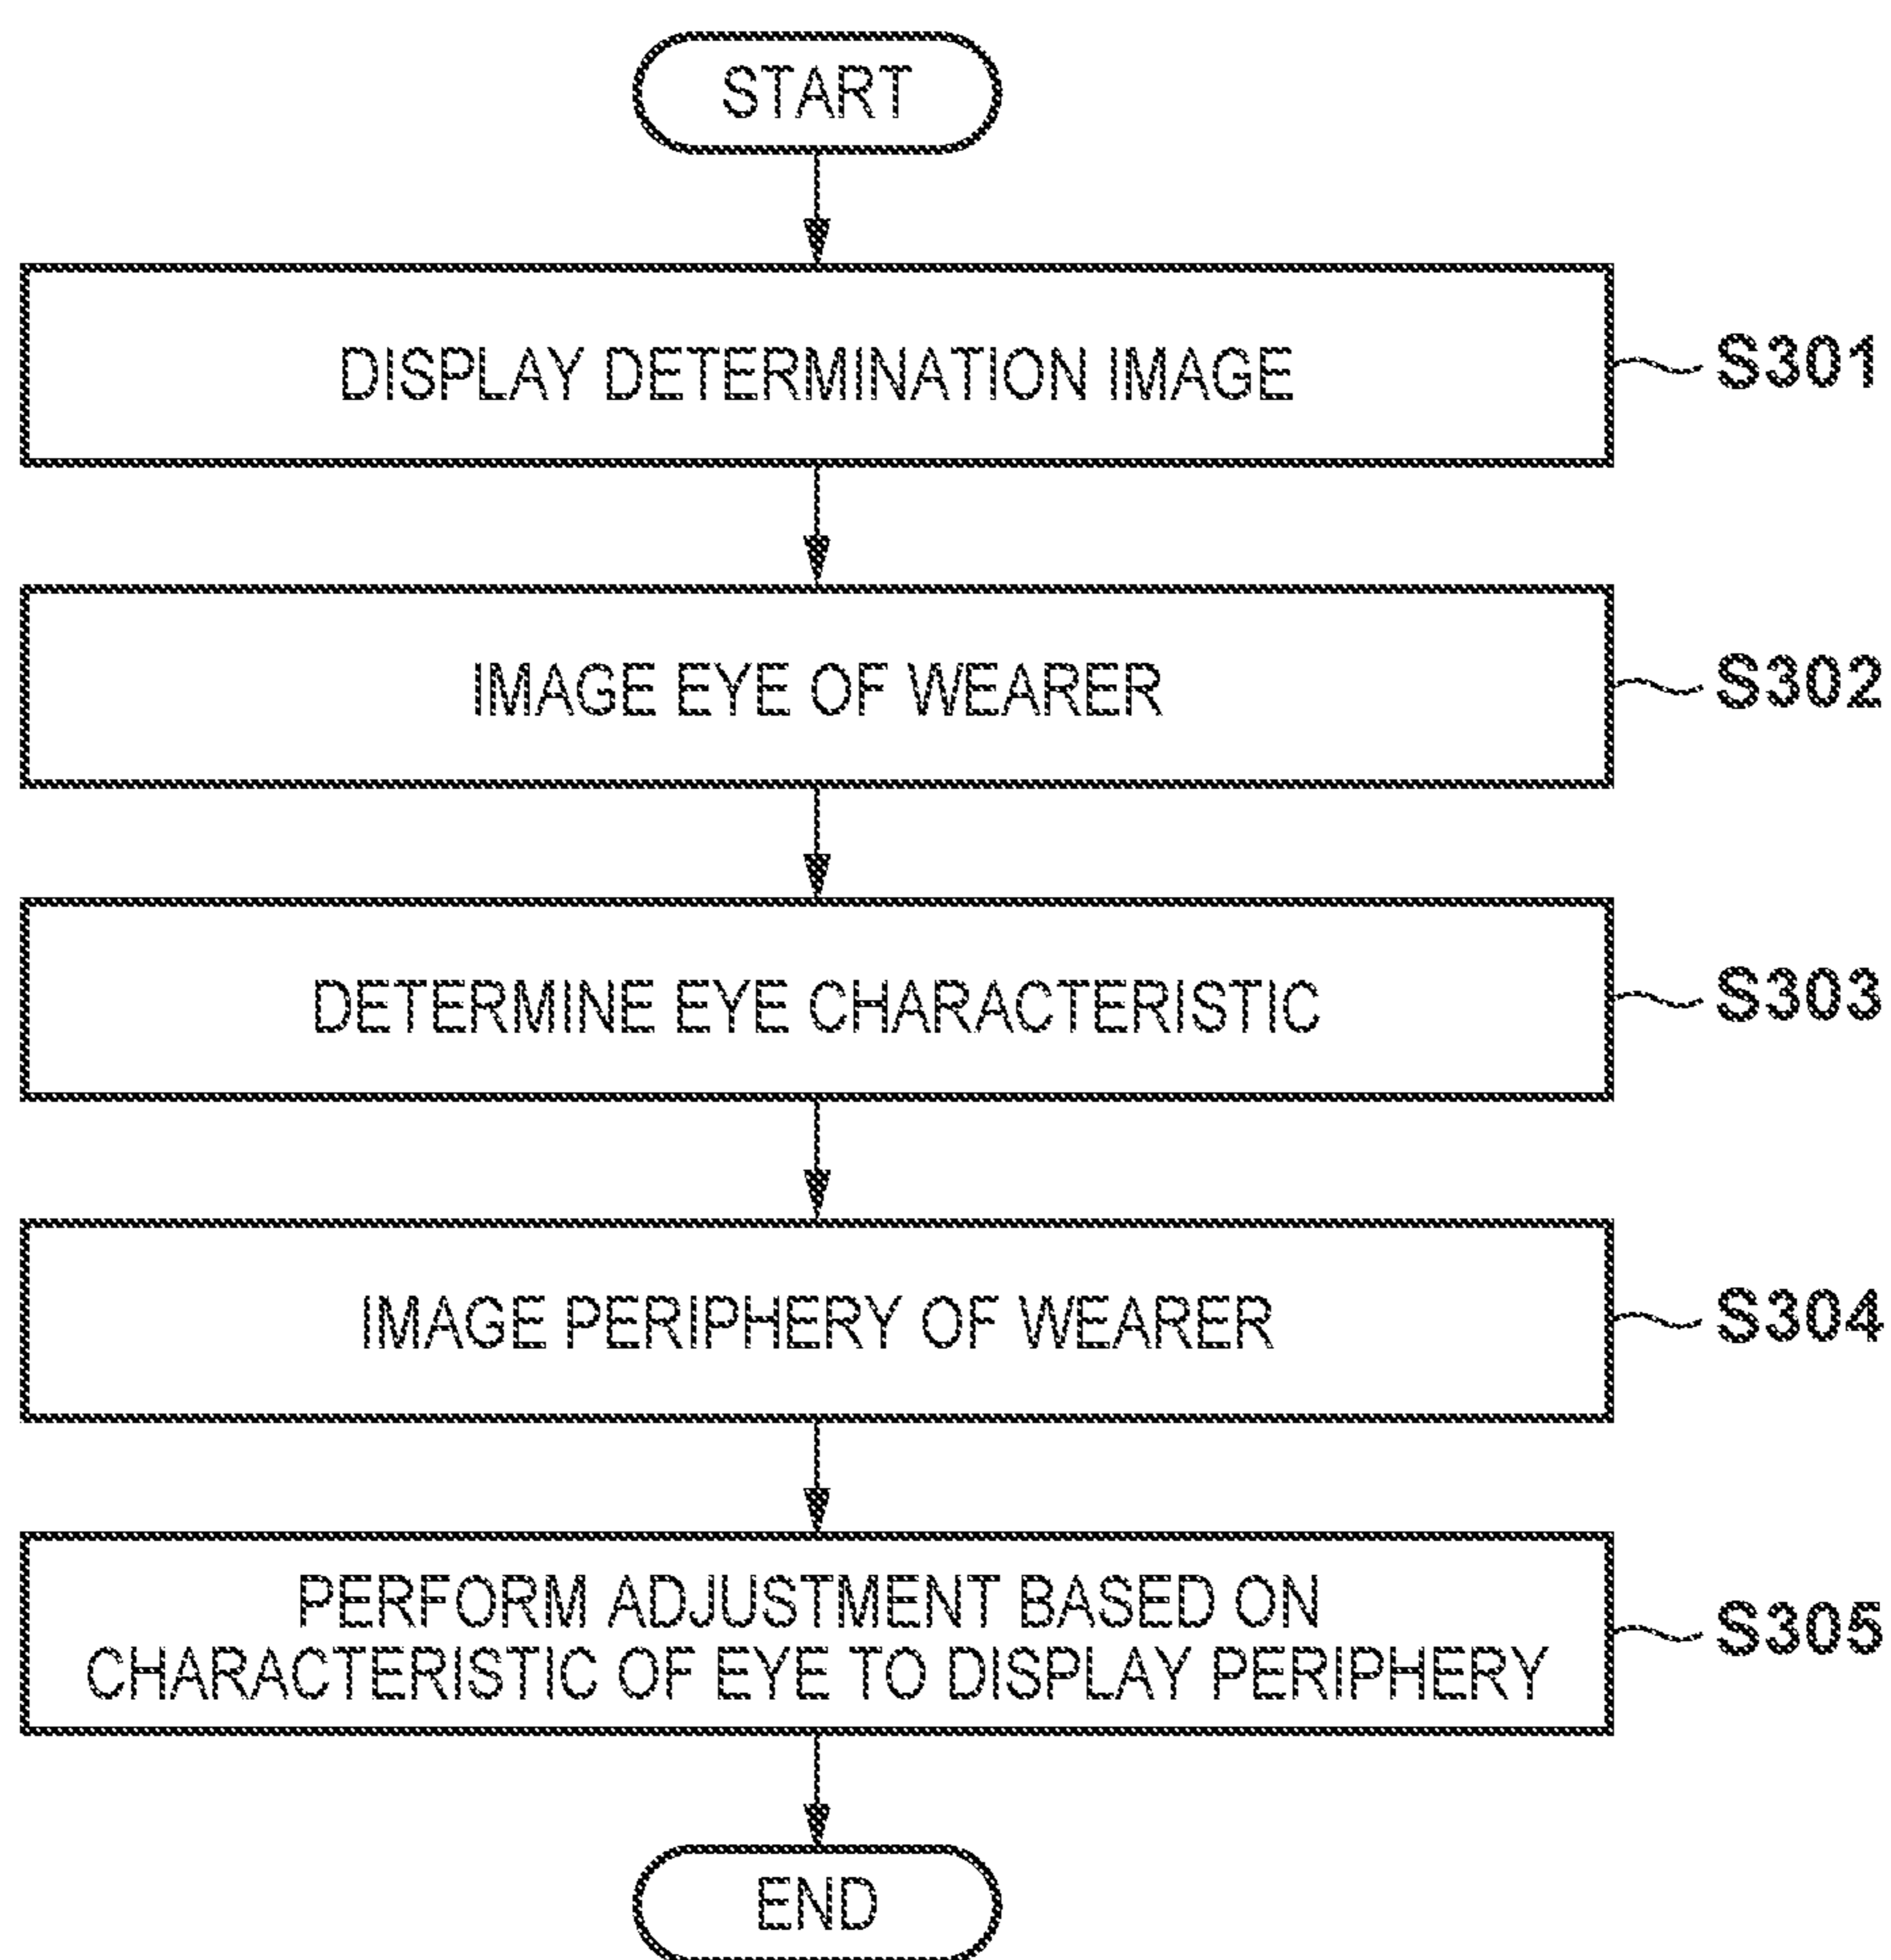 START
DISPLAY DETERMINATION IMAGE
S301
IMAGE EYE OF WEARER
S302
DETERMINE EYE CHARACTERISTIC
S303
IMAGE PERIPHERY OF WEARER
S304
PERFORM ADJUSTMENT BASED ON
CHARACTERISTIC OF EYE TO DISPLAY PERIPHERY
S305
END